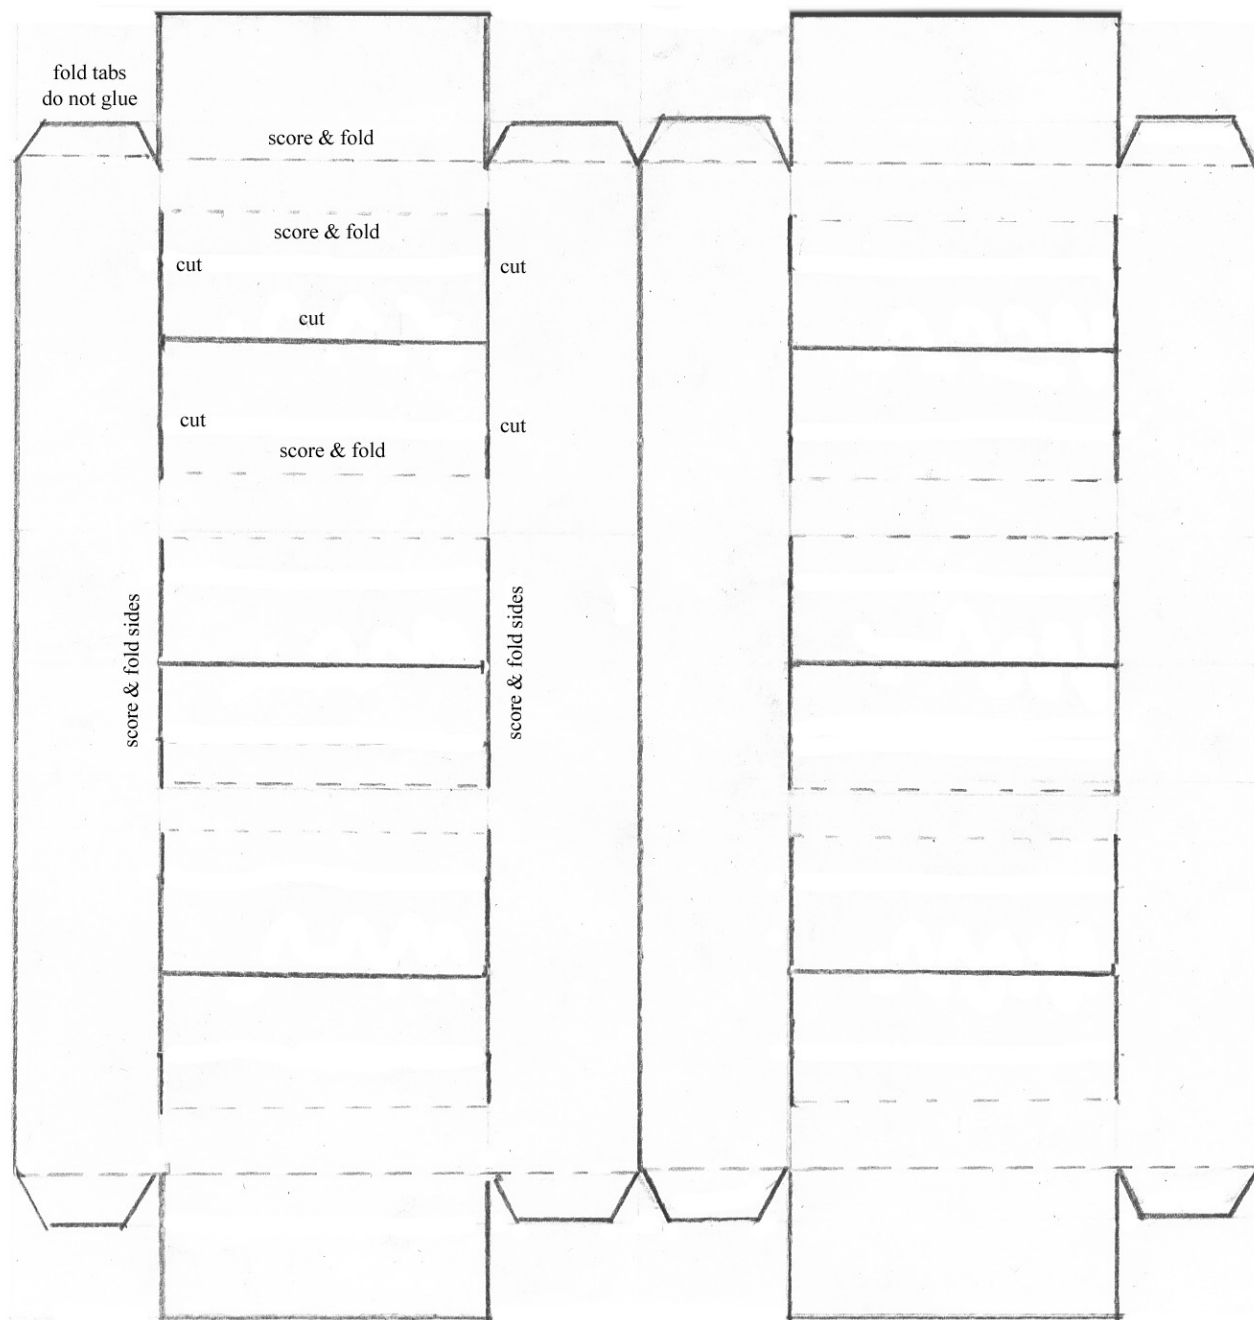 fold tabs
do not glue
score & fold
score & fold
cut
cut
cut
cut
cut
score & fold
score & fold sides
score & fold sides